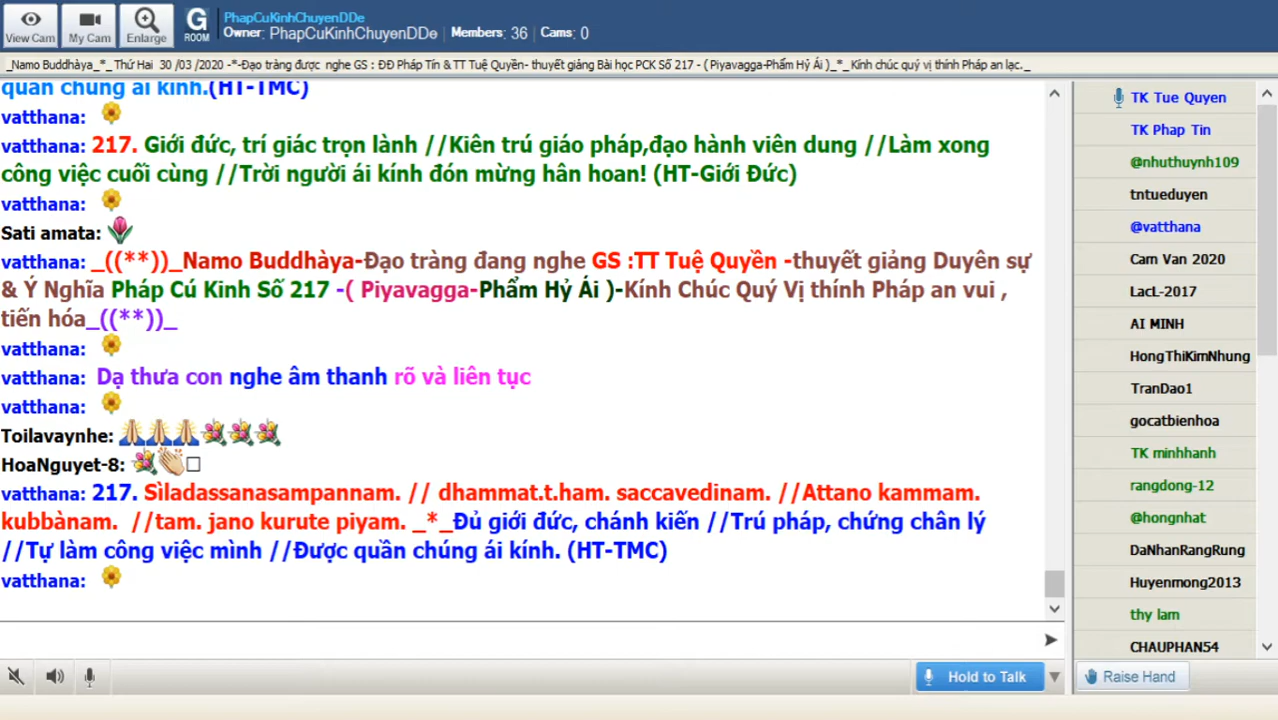 PhapCuKinhChuyenDDe
Owner: PhapCuKinhChuyenDDe Members: 36 Cams: 0
View Cam My Cam Enlarge G ROOM
_Namo Buddhàya_*_ Thứ Hai 30 /03 /2020 -*-Đạo tràng được nghe GS : ĐĐ Pháp Tín & TT Tuệ Quyền- thuyết giảng Bài học PCK Số 217 - ( Piyavagga-Phẩm Hỷ Ái )_*_ Kính chúc quý vị thính Pháp an lạc._
quần chúng ái kính.(HT-TMC)
vatthana:
vatthana: 217. Giới đức, trí giác trọn lành //Kiên trú giáo pháp,đạo hành viên dung //Làm xong
công việc cuối cùng //Trời người ái kính đón mừng hân hoan! (HT-Giới Đức)
vatthana:
Sati amata:
vatthana: _((**))_Namo Buddhàya-Đạo tràng đang nghe GS :TT Tuệ Quyền -thuyết giảng Duyên sự
& Ý Nghĩa Pháp Cú Kinh Số 217 -( Piyavagga-Phẩm Hỷ Ái )-Kính Chúc Quý Vị thính Pháp an vui ,
tiến hóa_((**))_
vatthana:
vatthana: Dạ thưa con nghe âm thanh rõ và liên tục
vatthana:
Toilavaynhe:
HoaNguyet-8:
vatthana: 217. Sìladassanasampannam. // dhammat.t.ham. saccavedinam. //Attano kammam.
kubbànam. //tam. jano kurute piyam. _*_Đủ giới đức, chánh kiến //Trú pháp, chứng chân lý
//Tự làm công việc mình //Được quần chúng ái kính. (HT-TMC)
vatthana:
TK Tue Quyen
TK Phap Tin
@nhuthuynh109
tntueduyen
@vatthana
Cam Van 2020
LacL-2017
AI MINH
HongThiKimNhung
TranDao1
gocatbienhoa
TK minhhanh
rangdong-12
@hongnhat
DaNhanRangRung
Huyenmong2013
thy lam
CHAUPHAN54
Hold to Talk
Raise Hand